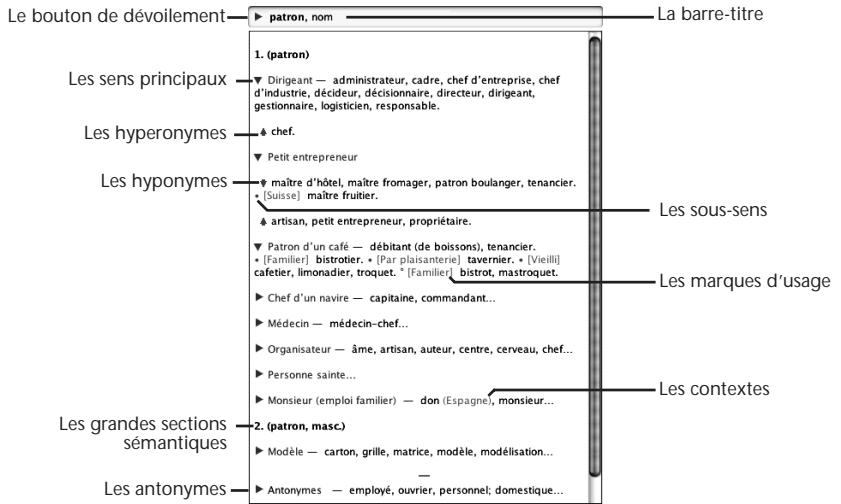 Le bouton de dévoilement
▶ patron, nom
La barre-titre
1. (patron)
Les sens principaux
▼ Dirigeant — administrateur, cadre, chef d'entreprise, chef
d'industrie, décideur, décisionnaire, directeur, dirigeant,
gestionnaire, logisticien, responsable.
Les hyperonymes
chef.
▼ Petit entrepreneur
Les hyponymes
maître d'hôtel, maître fromager, patron boulanger, tenancier.
• [Suisse] maître fruitier.
Les sous-sens
artisan, petit entrepreneur, propriétaire.
▼ Patron d'un café — débitant (de boissons), tenancier.
• [Familier] bistrotier. • [Par plaisanterie] tavernier. • [Vieilli]
cafetier, limonadier, troquet. ° [Familier] bistrot, mastroquet.
Les marques d'usage
▶ Chef d'un navire — capitaine, commandant…
▶ Médecin — médecin-chef…
▶ Organisateur — âme, artisan, auteur, centre, cerveau, chef…
▶ Personne sainte…
Les contextes
▶ Monsieur (emploi familier) — don (Espagne), monsieur…
Les grandes sections
sémantiques
2. (patron, masc.)
▶ Modèle — carton, grille, matrice, modèle, modélisation…
—
Les antonymes
▶ Antonymes — employé, ouvrier, personnel; domestique…